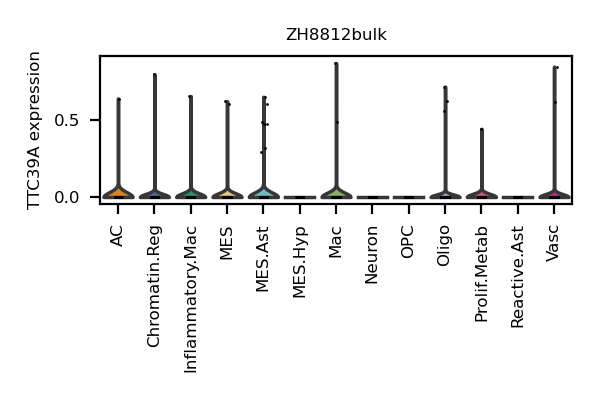 ZH8812bulk
TTC39A expression
0.5
0.0
AC
Chromatin.Reg
Inflammatory.Mac
MES
MES.Ast
MES.Hyp
Mac
Neuron
OPC
Oligo
Prolif.Metab
Reactive.Ast
Vasc